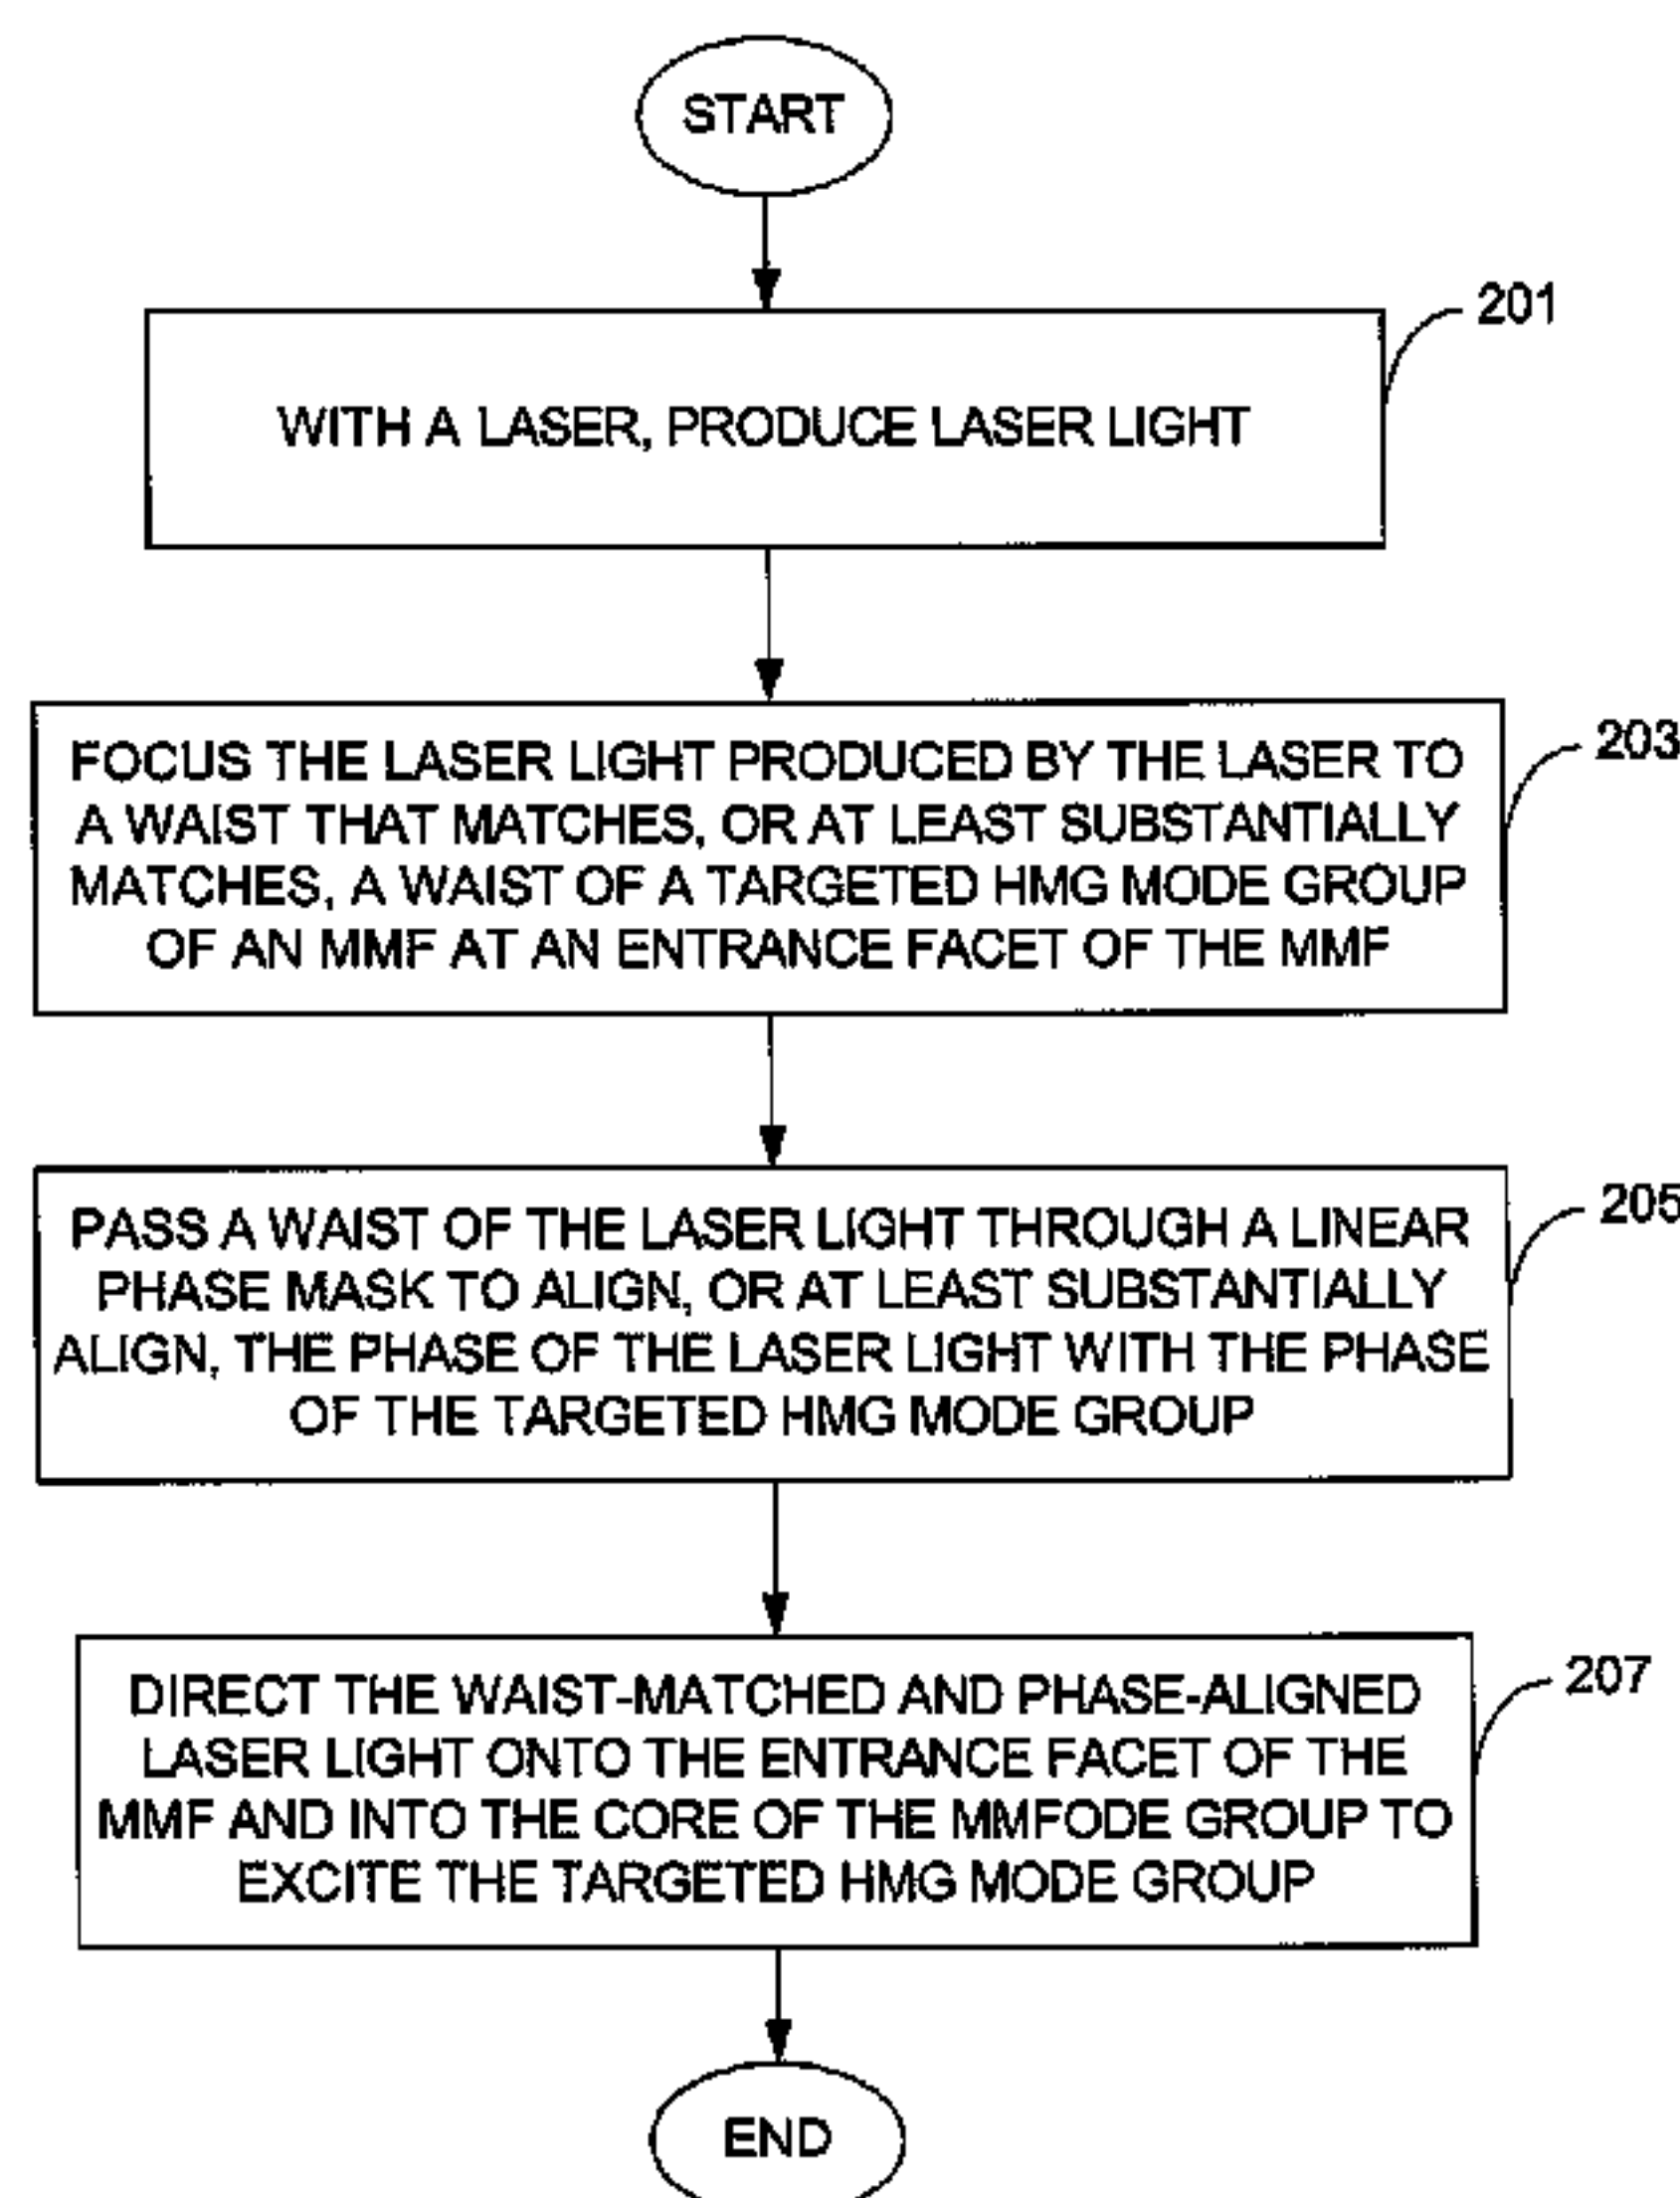 START
201
WITH A LASER, PRODUCE LASER LIGHT
203
FOCUS THE LASER LIGHT PRODUCED BY THE LASER TO
A WAIST THAT MATCHES, OR AT LEAST SUBSTANTIALLY
MATCHES, A WAIST OF A TARGETED HMG MODE GROUP
OF AN MMF AT AN ENTRANCE FACET OF THE MMF
205
PASS A WAIST OF THE LASER LIGHT THROUGH A LINEAR
PHASE MASK TO ALIGN, OR AT LEAST SUBSTANTIALLY
ALIGN, THE PHASE OF THE LASER LIGHT WITH THE PHASE
OF THE TARGETED HMG MODE GROUP
207
DIRECT THE WAIST-MATCHED AND PHASE-ALIGNED
LASER LIGHT ONTO THE ENTRANCE FACET OF THE
MMF AND INTO THE CORE OF THE MMFODE GROUP TO
EXCITE THE TARGETED HMG MODE GROUP
END